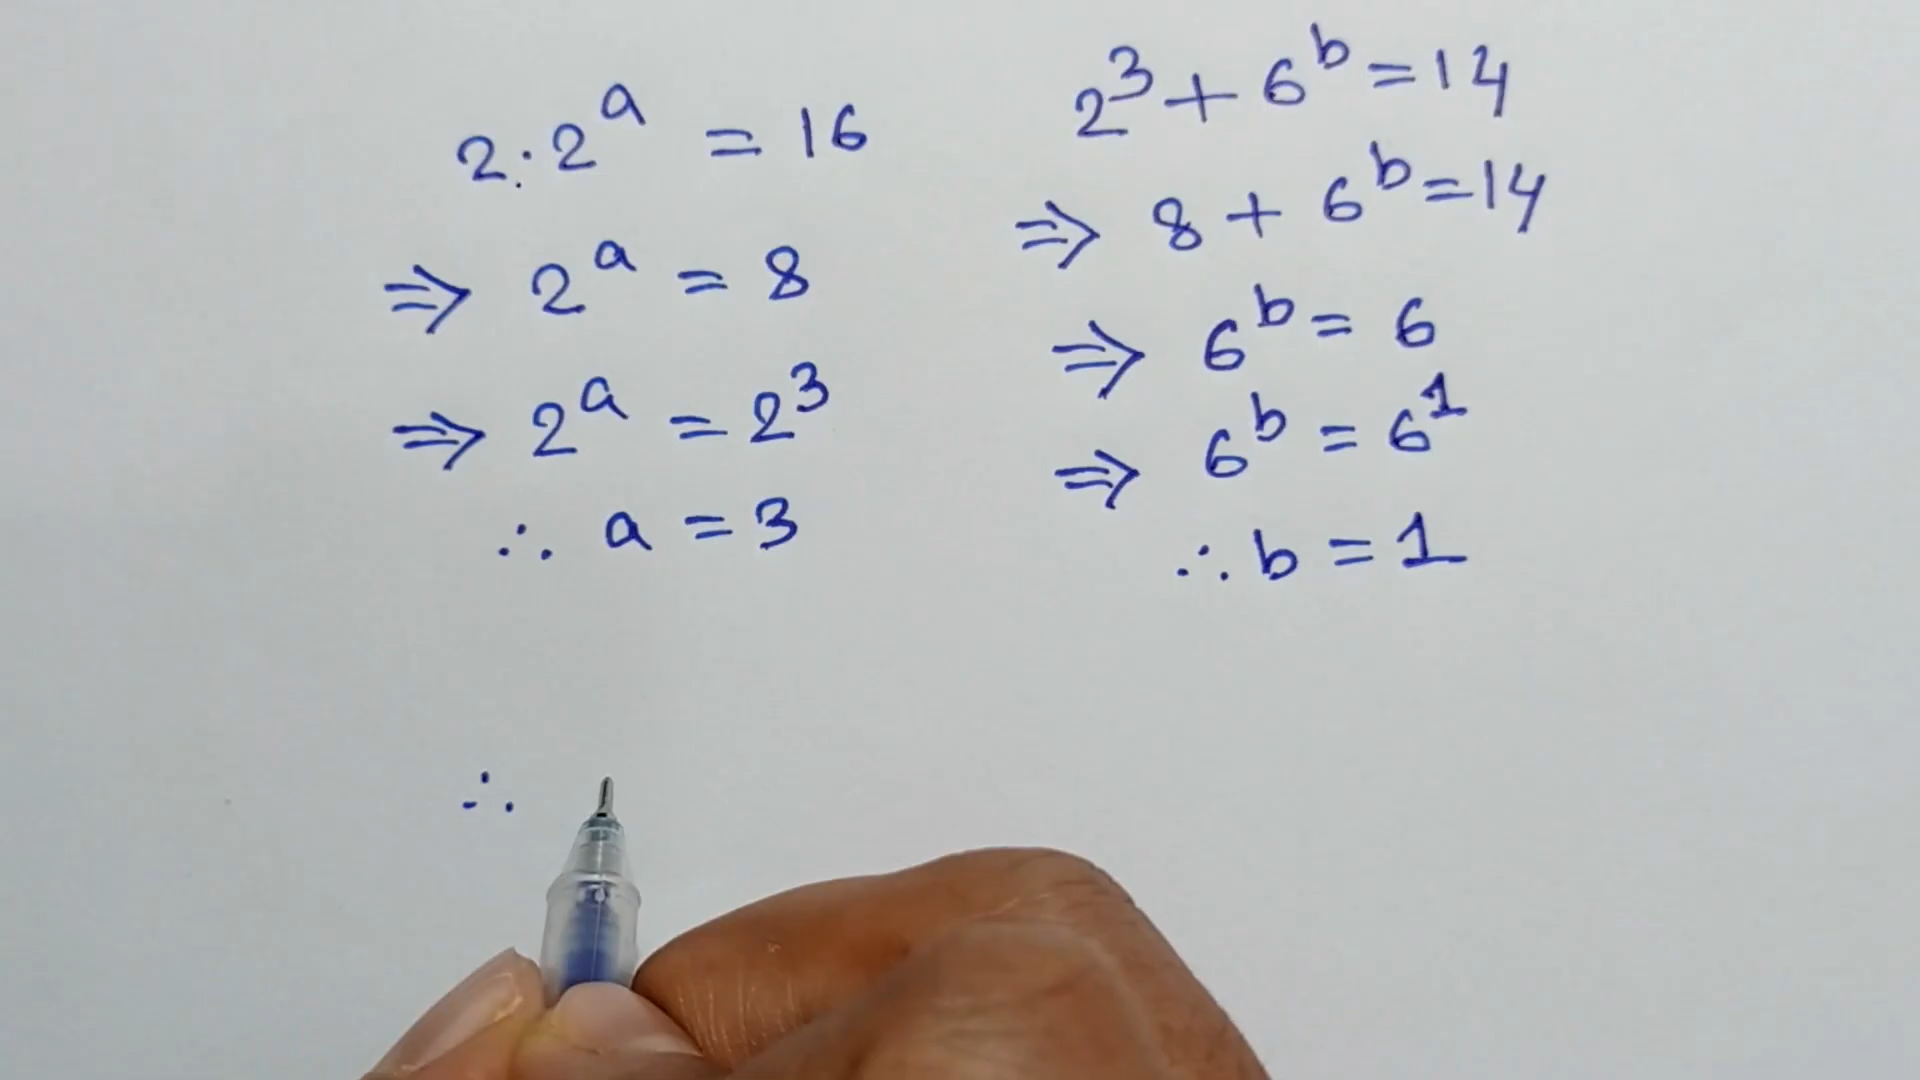 2·2^a = 16
⇒ 2^a = 8
⇒ 2^a = 2^3
∴ a = 3
2^3 + 6^b = 14
⇒ 8 + 6^b = 14
⇒ 6^b = 6
⇒ 6^b = 6^1
∴ b = 1
∴